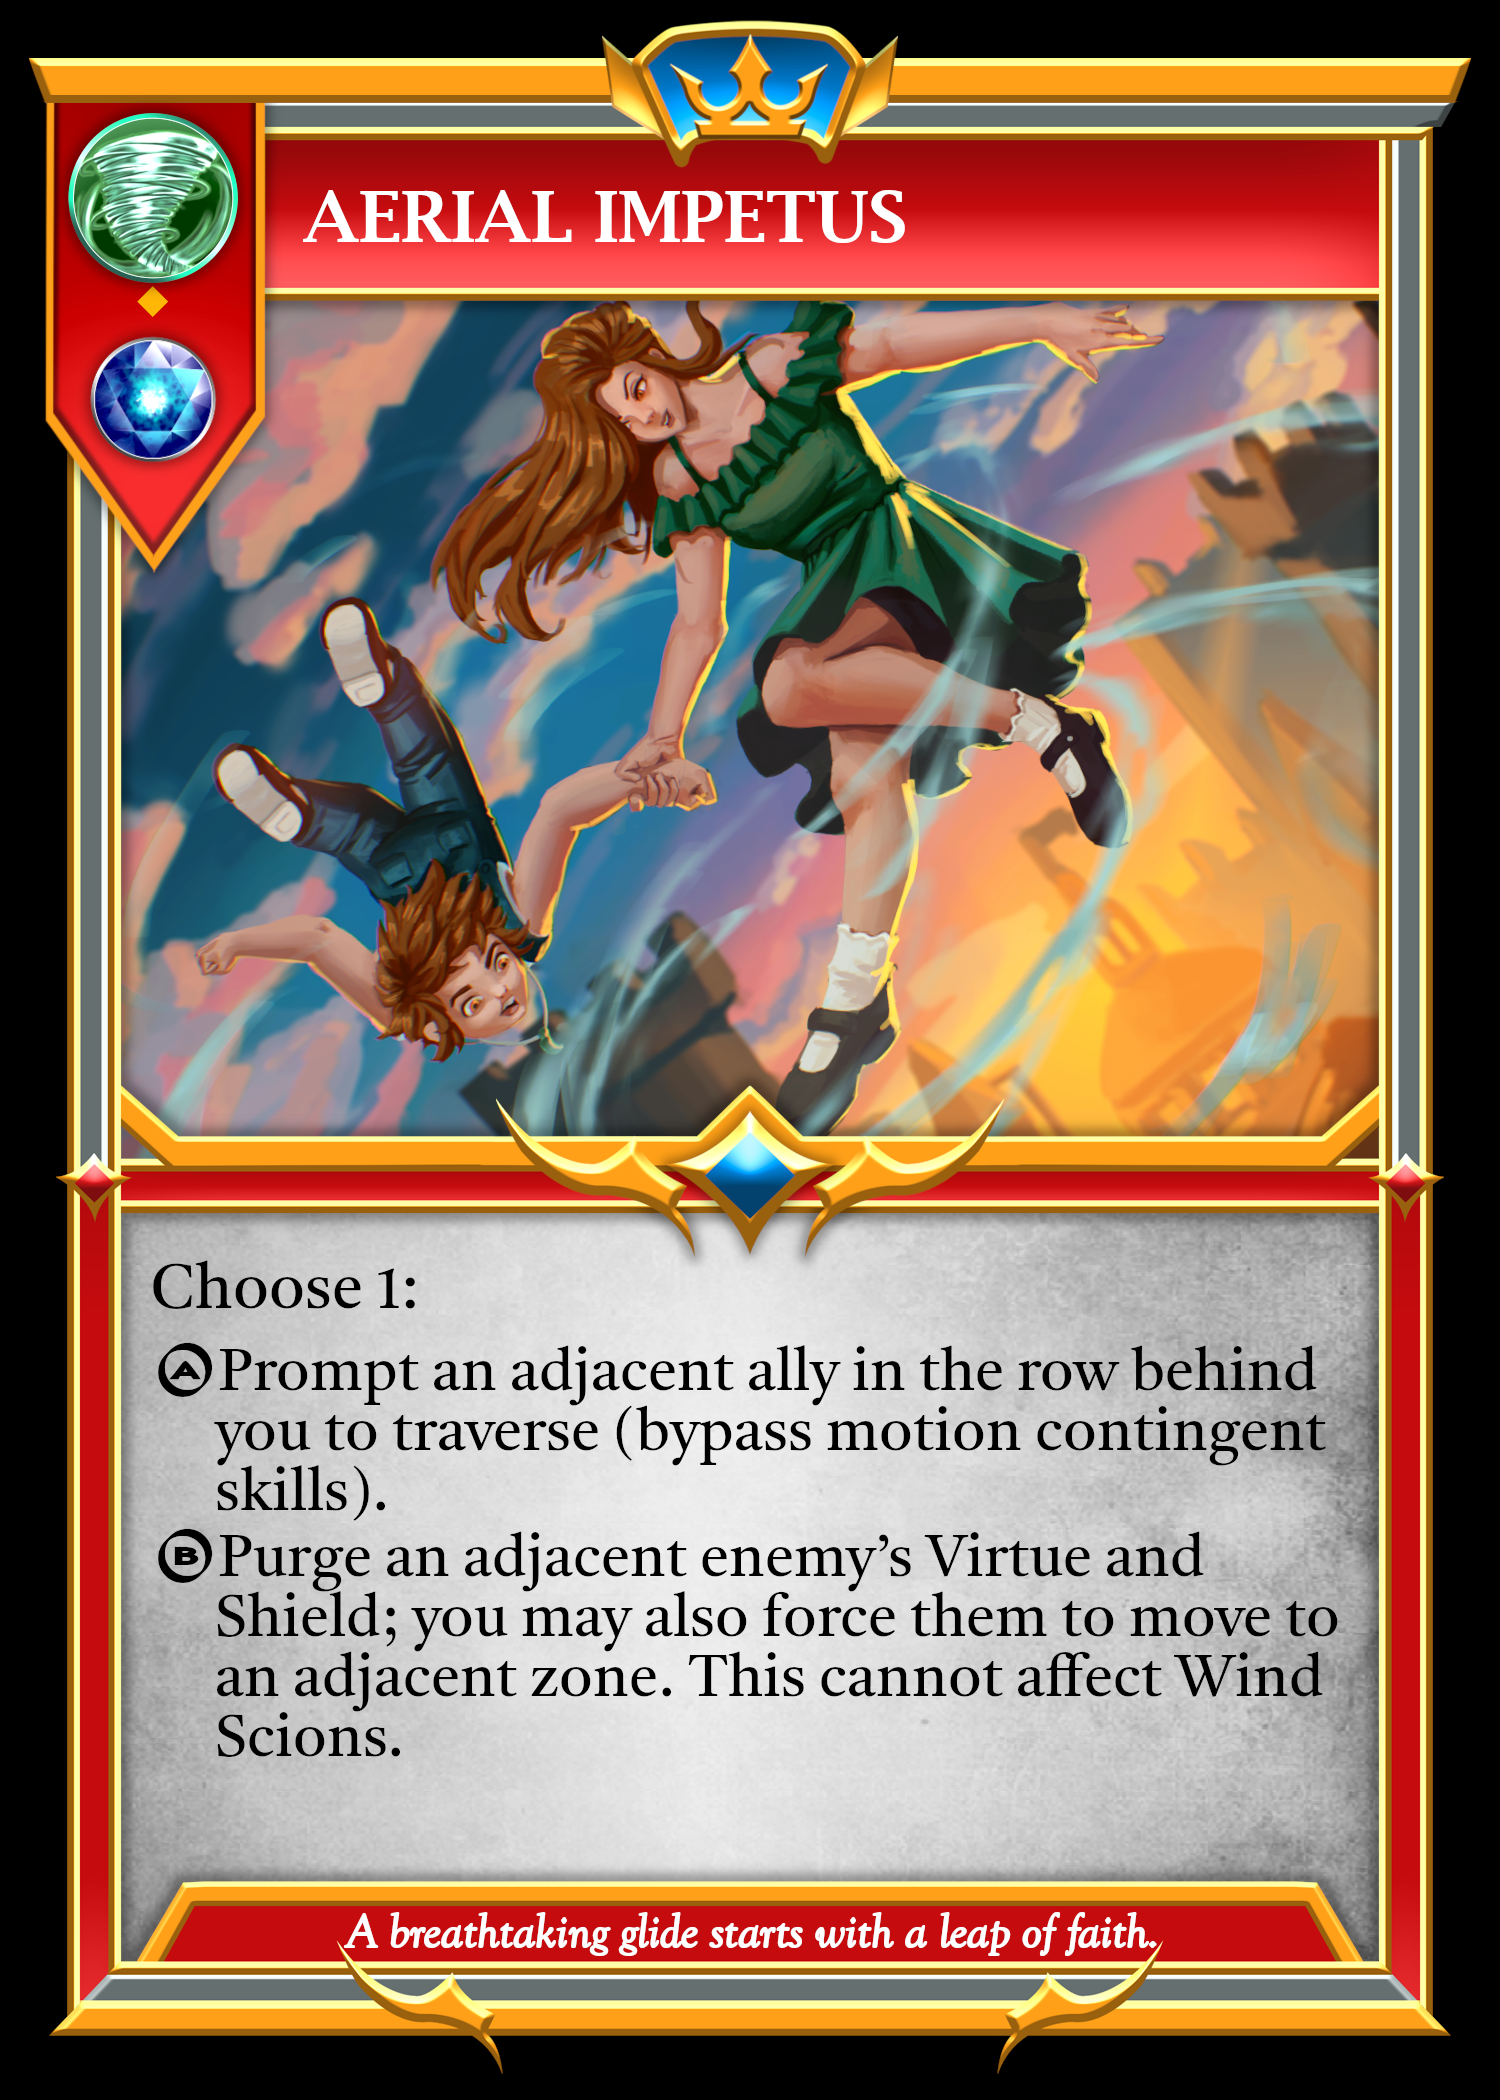 AERIAL IMPETUS
Choose 1:
A Prompt an adjacent ally in the row behind
you to traverse (bypass motion contingent
skills).
B Purge an adjacent enemy’s Virtue and
Shield; you may also force them to move to
an adjacent zone. This cannot affect Wind
Scions.
A breathtaking glide starts with a leap of faith.